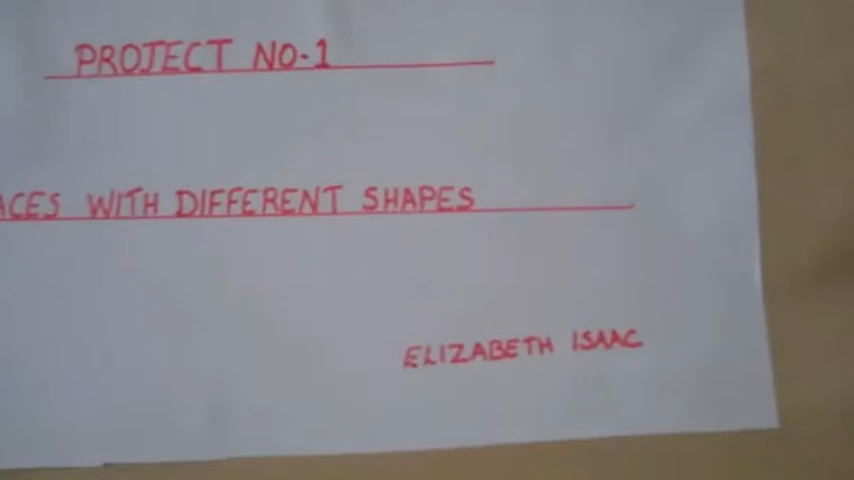 PROJECT NO-1
ACES WITH DIFFERENT SHAPES
ELIZABETH ISAAC